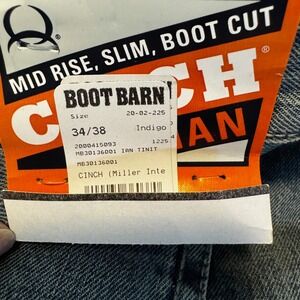 MID RISE, SLIM, BOOT CUT
BOOT BARN
Size 20-02-225
34/38 Indigo
2000415093 1225
MB30136001 IAN TINIT
MB30136001
CINCH (Miller Inte
C
CH®
IAN